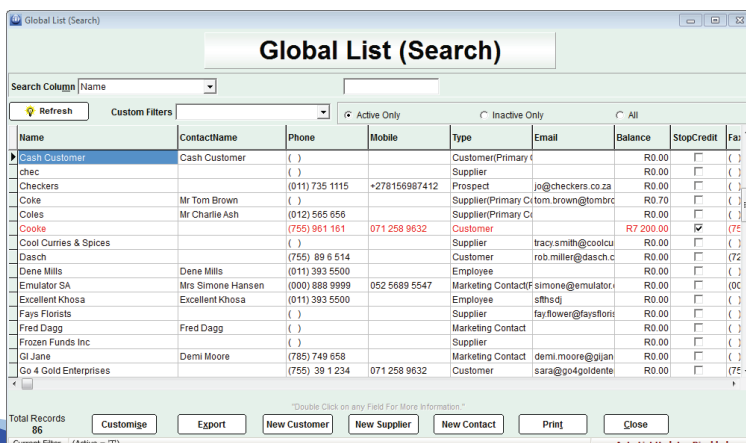 Global List (Search)
Global List (Search)
Search Column Name
Refresh Custom Filters Active Only Inactive Only All
Name ContactName Phone Mobile Type Email Balance StopCredit Fax
Cash Customer Cash Customer ( ) Customer(Primary C R0.00 ( )
chec ( ) Supplier R0.00 ( )
Checkers (011) 735 1115 +278156987412 Prospect jo@checkers.co.za R0.00 ( )
Coke Mr Tom Brown ( ) Supplier(Primary Co tom.brown@tombro R0.70 ( )
Coles Mr Charlie Ash (012) 565 656 Supplier(Primary Co R0.00 ( )
Cooke (755) 961 161 071 258 9632 Customer R7 200.00 (75
Cool Curries & Spices ( ) Supplier tracy.smith@coolcu R0.00 ( )
Dasch (755) 89 6 514 Customer rob.miller@dasch.c R0.00 (72
Dene Mills Dene Mills (011) 393 5500 Employee R0.00 ( )
Emulator SA Mrs Simone Hansen (000) 888 9999 052 5689 5547 Marketing Contact(P simone@emulator. R0.00 (00
Excellent Khosa Excellent Khosa (011) 393 5500 Employee sfthsdj R0.00 ( )
Fays Florists ( ) Supplier fay.flower@faysfloris R0.00 ( )
Fred Dagg Fred Dagg ( ) Marketing Contact R0.00 ( )
Frozen Funds Inc ( ) Supplier R0.00 ( )
GI Jane Demi Moore (785) 749 658 Marketing Contact demi.moore@gijan R0.00 ( )
Go 4 Gold Enterprises (755) 39 1 234 071 258 9632 Customer sara@go4goldente R0.00 (75
"Double Click on any Field For More Information."
Total Records
86
Customise Export New Customer New Supplier New Contact Print Close
Current Filter (Active = 'T')